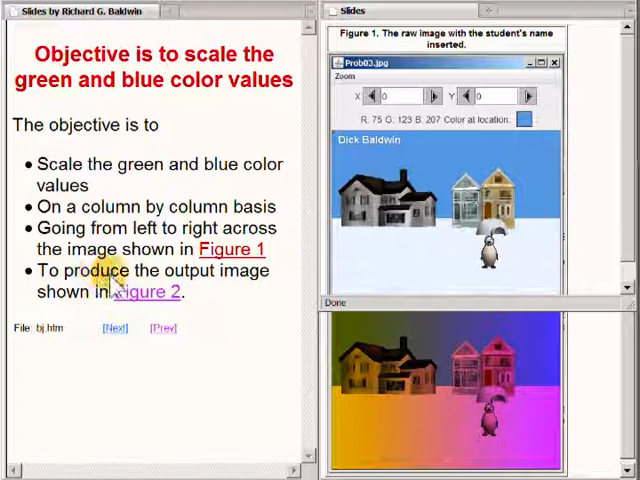 Slides by Richard G. Baldwin
Objective is to scale the
green and blue color values
The objective is to
• Scale the green and blue color
values
• On a column by column basis
• Going from left to right across
the image shown in Figure 1
• To produce the output image
shown in Figure 2.
File: bj.htm [Next] [Prev]
Slides
Figure 1. The raw image with the student's name
inserted.
Prob03.jpg
Zoom
X: 0 Y: 0
R: 75 G: 123 B: 207 Color at location:
Dick Baldwin
Done